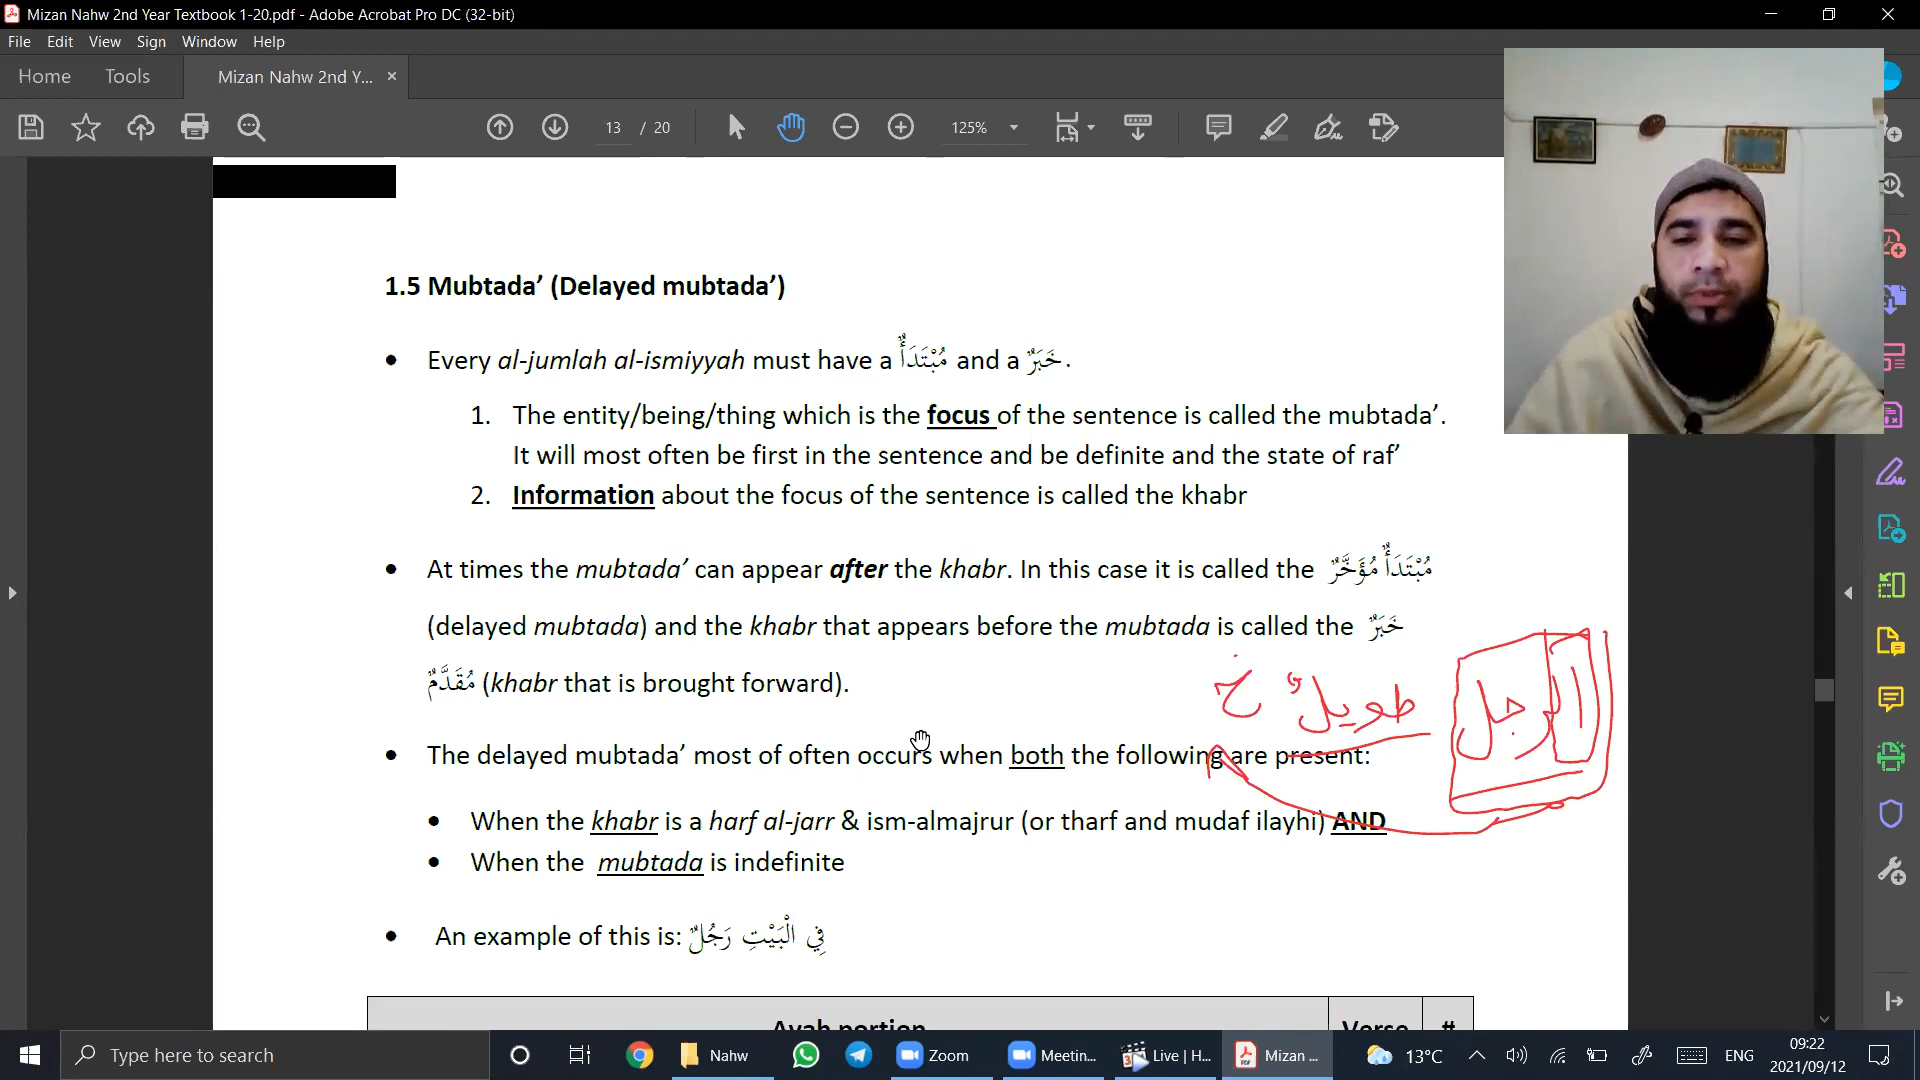 Mizan Nahw 2nd Year Textbook 1-20.pdf - Adobe Acrobat Pro DC (32-bit)
File Edit View Sign Window Help
Home Tools Mizan Nahw 2nd Y... ×
13 / 20 125%
1.5 Mubtada’ (Delayed mubtada’)
• Every al-jumlah al-ismiyyah must have a مُبْتَدَأٌ and a خَبَرٌ.
1. The entity/being/thing which is the focus of the sentence is called the mubtada’.
It will most often be first in the sentence and be definite and the state of raf’
2. Information about the focus of the sentence is called the khabr
• At times the mubtada’ can appear after the khabr. In this case it is called the مُبْتَدَأٌ مُؤَخَّرٌ
(delayed mubtada) and the khabr that appears before the mubtada is called the خَبَرٌ
مُقَدَّمٌ (khabr that is brought forward).
الرجل طويلٌ خ
• The delayed mubtada’ most of often occurs when both the following are present:
• When the khabr is a harf al-jarr & ism-almajrur (or tharf and mudaf ilayhi) AND
• When the mubtada is indefinite
• An example of this is: فِي الْبَيْتِ رَجُلٌ
Ayah portion Verse #
Type here to search
Nahw Zoom Meetin... Live | H... Mizan ... 13°C ENG 09:22
2021/09/12